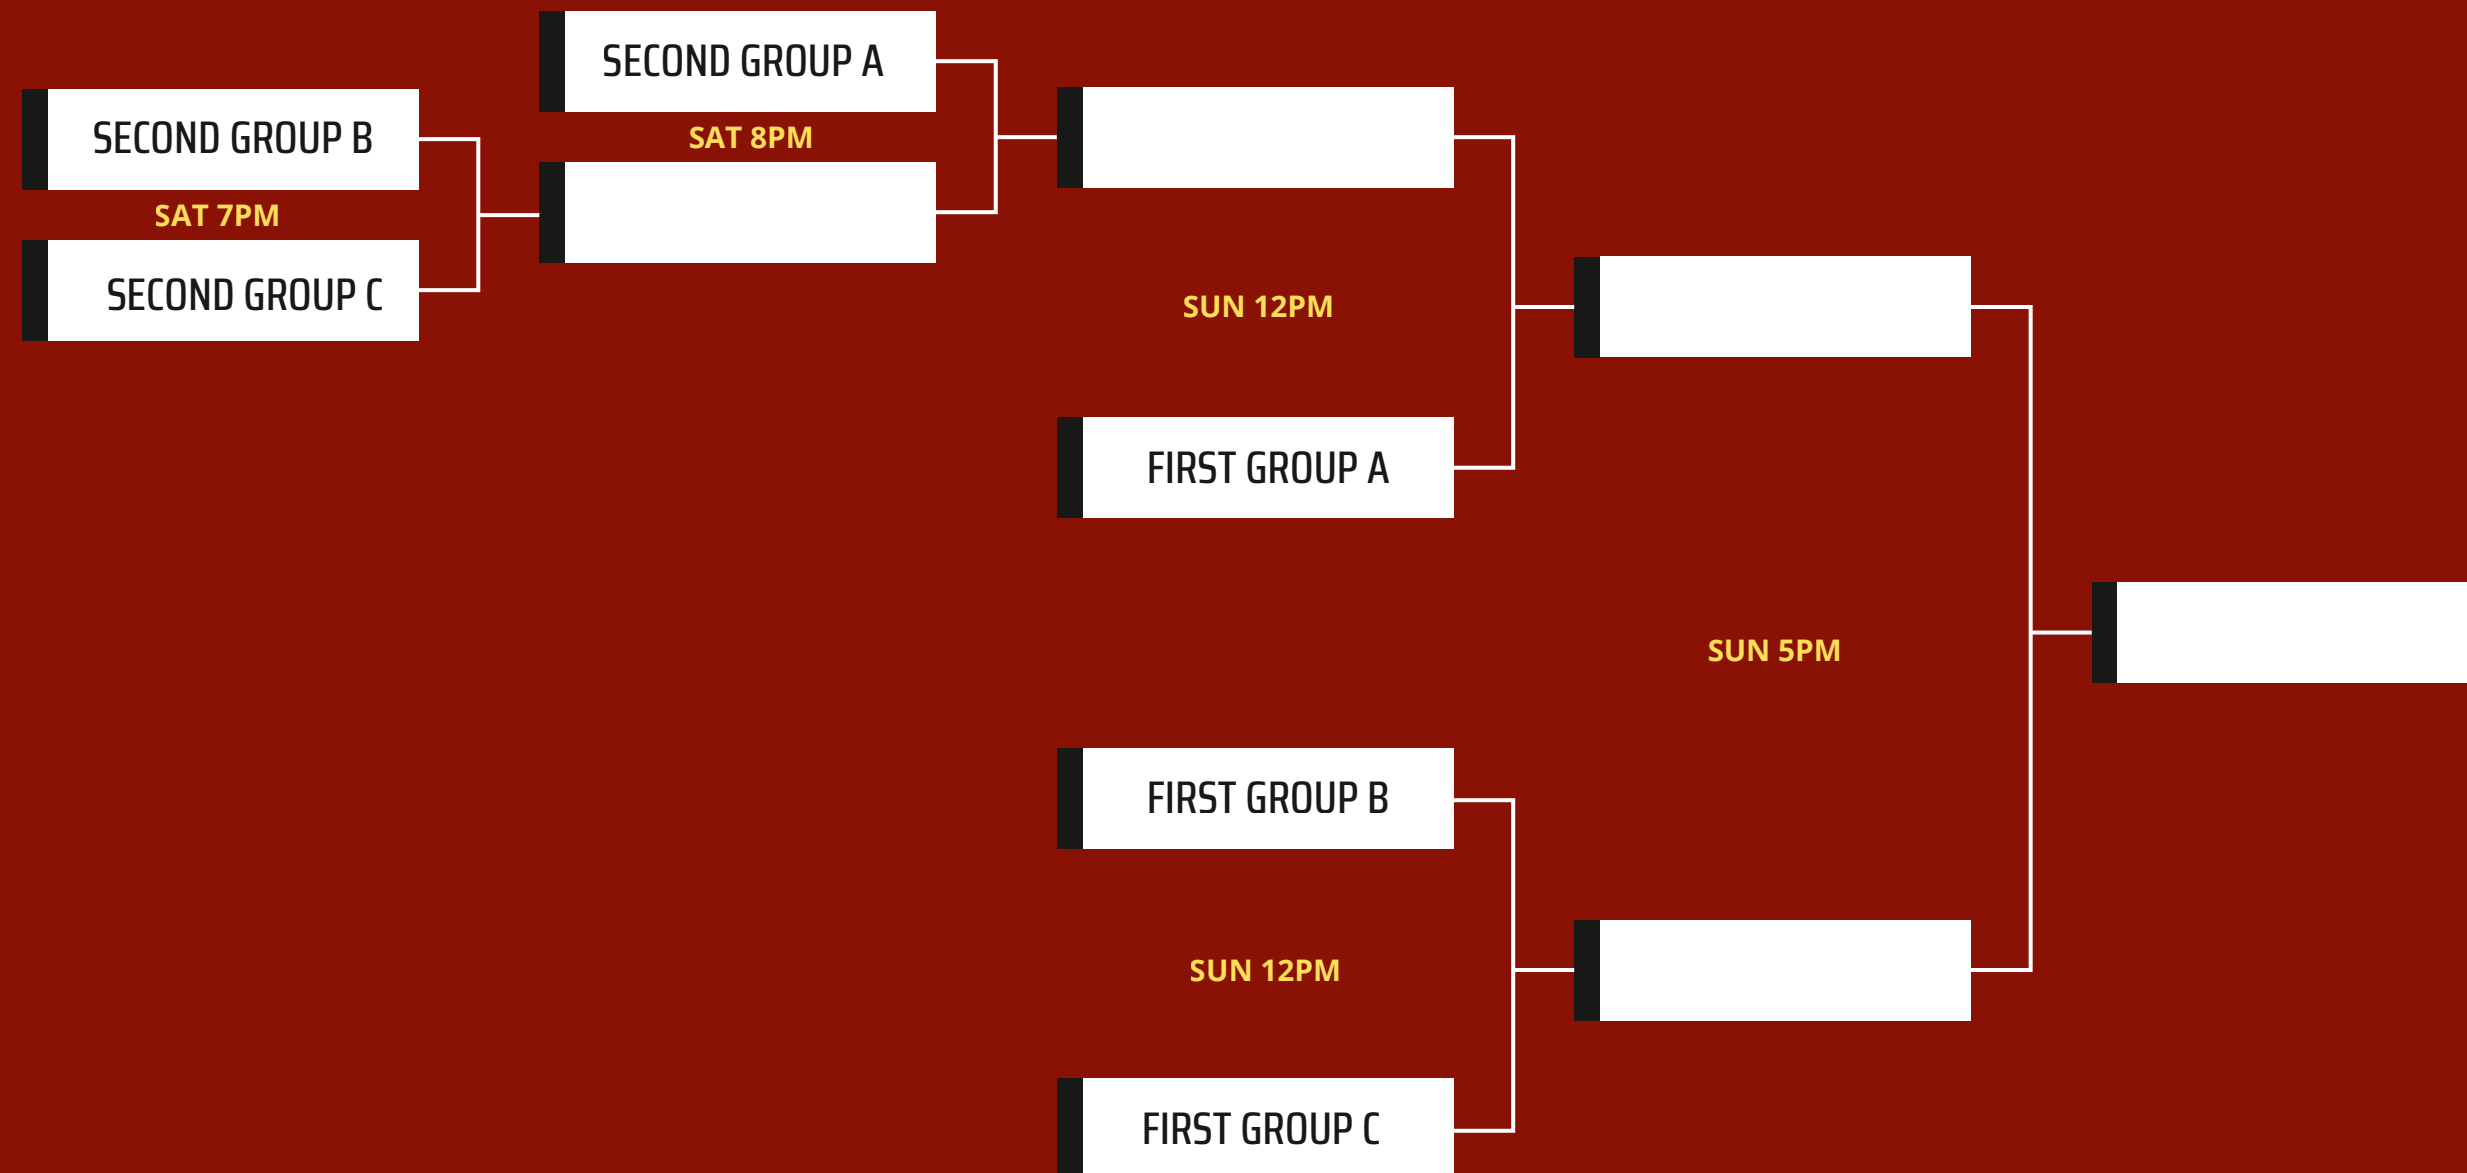 SECOND GROUP A
SECOND GROUP B
SAT 8PM
SAT 7PM
SECOND GROUP C
SUN 12PM
FIRST GROUP A
SUN 5PM
FIRST GROUP B
SUN 12PM
FIRST GROUP C